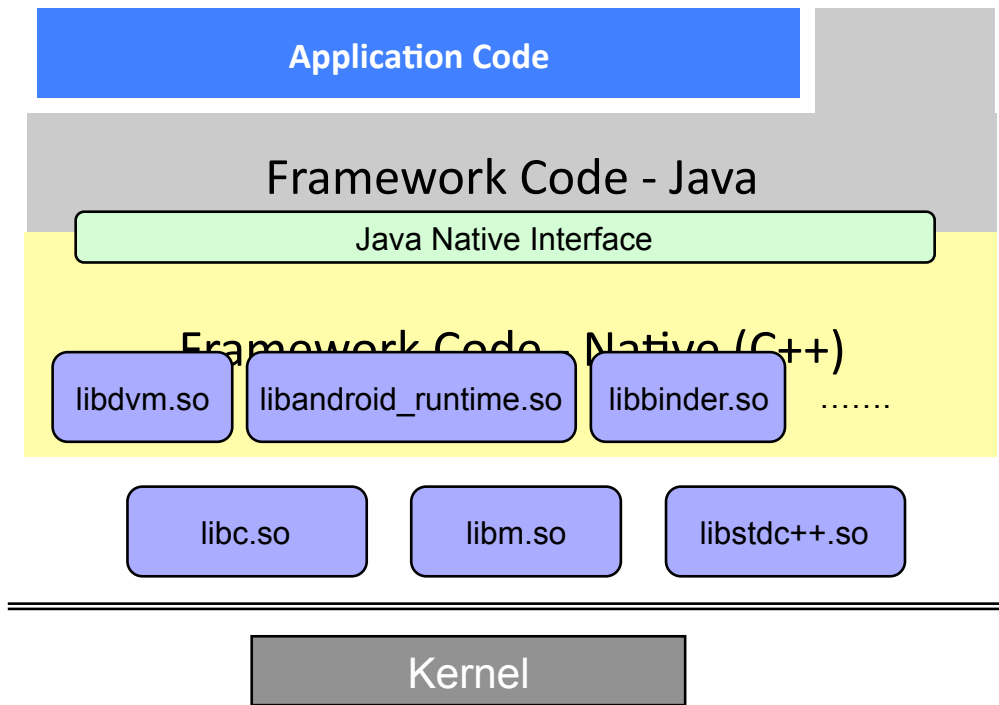 Application Code
Framework Code - Java
Java Native Interface
Framework Code - Native (C++)
libdvm.so
libandroid_runtime.so
libbinder.so
.......
libc.so
libm.so
libstdc++.so
Kernel